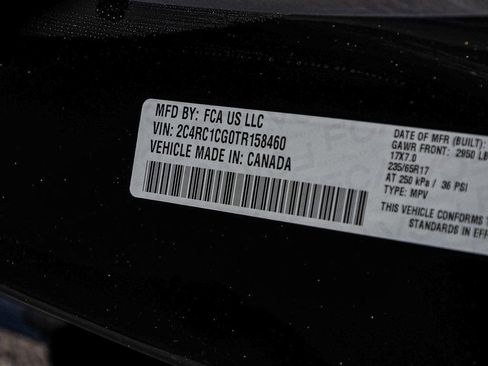 MFD BY: FCA US LLC
VIN: 2C4RC1CG0TR158460
VEHICLE MADE IN: CANADA
DATE OF MFR (BUILT):
GAWR FRONT: 2950 LB
17X7.0
235/65R17
AT 250 kPa / 36 PSI
TYPE: MPV
THIS VEHICLE CONFORMS
STANDARDS IN EFF